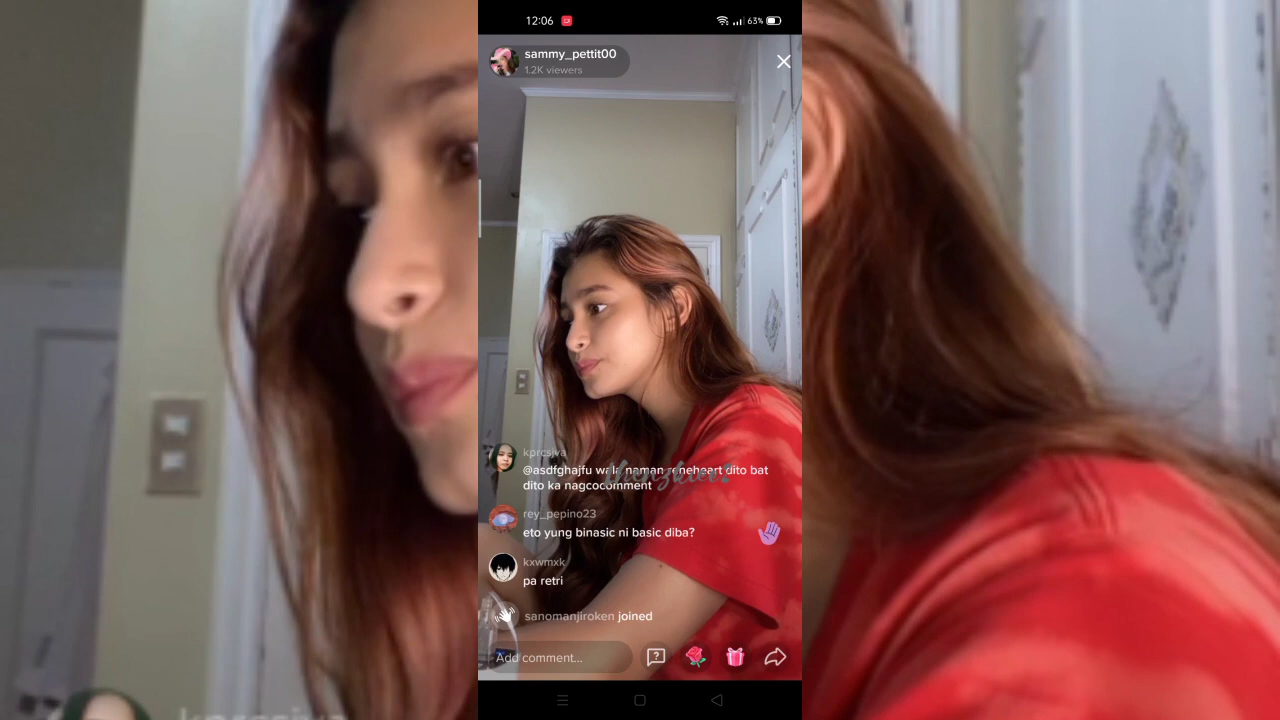 12:06
63%
sammy_pettit00
1.2K viewers
kprcsjva
@asdfghajfu wala naman reneheart dito bat
dito ka nagcocomment
rey_pepino23
eto yung binasic ni basic diba?
kxwmxk
pa retri
sanomanjiroken joined
Add comment...